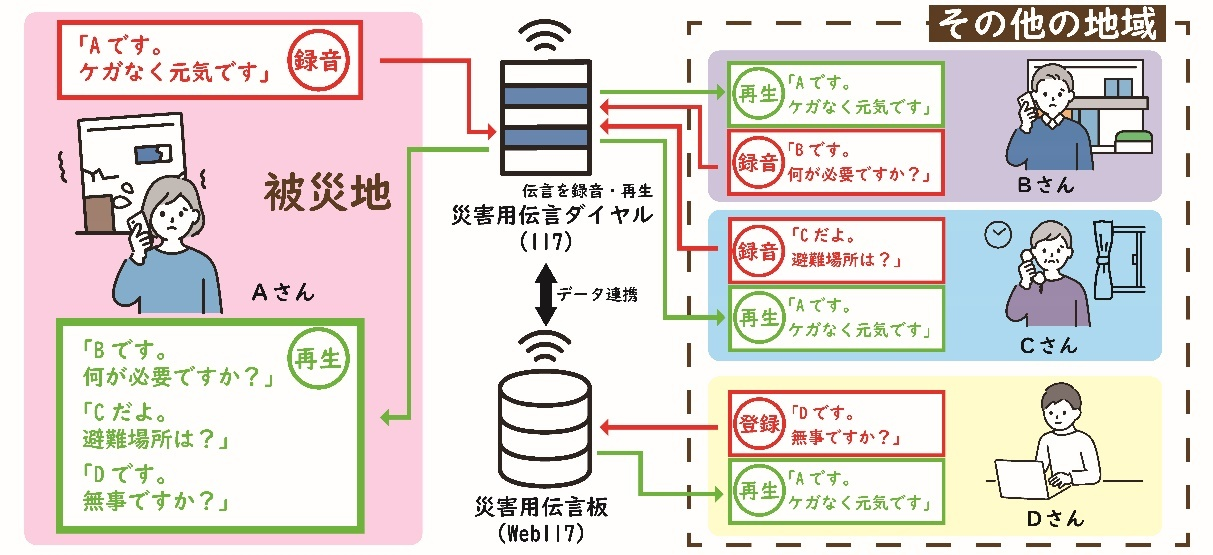 「Aです。
ケガなく元気です」
録音
被災地
Aさん
「Bです。
何が必要ですか?」
再生
「Cだよ。
避難場所は?」
「Dです。
無事ですか?」
伝言を録音・再生
災害用伝言ダイヤル
(117)
データ連携
災害用伝言板
(Web117)
その他の地域
再生
「Aです。
ケガなく元気です」
録音
「Bです。
何が必要ですか?」
Bさん
録音
「Cだよ。
避難場所は?」
再生
「Aです。
ケガなく元気です」
Cさん
登録
「Dです。
無事ですか?」
再生
「Aです。
ケガなく元気です」
Dさん